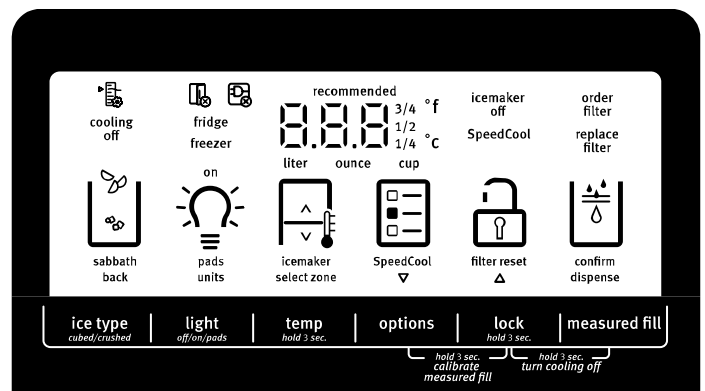 recommended
cooling
off
fridge
freezer
8.8.8
3/4 °f
1/2
1/4 °c
liter ounce cup
icemaker
off
SpeedCool
order
filter
replace
filter
on
sabbath
back
pads
units
icemaker
select zone
SpeedCool
▽
filter reset
△
confirm
dispense
ice type
cubed/crushed
light
off/on/pads
temp
hold 3 sec.
options
lock
hold 3 sec.
measured fill
hold 3 sec.
calibrate
measured fill
hold 3 sec.
turn cooling off